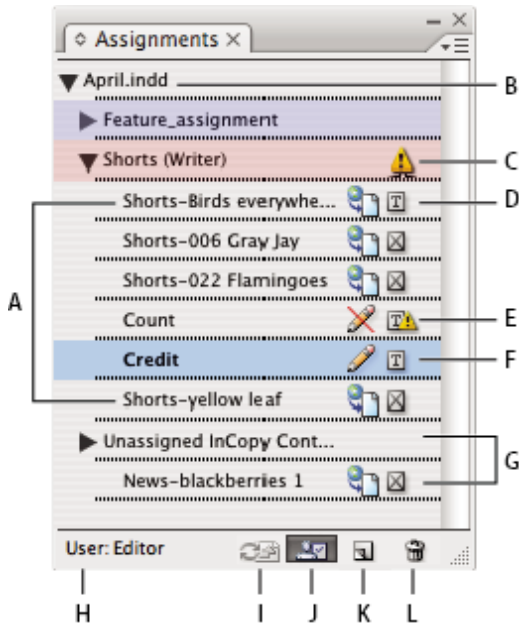 Assignments
April.indd
B
Feature_assignment
Shorts (Writer)
C
Shorts-Birds everywhe...
D
Shorts-006 Gray Jay
Shorts-022 Flamingoes
A
Count
E
Credit
F
Shorts-yellow leaf
Unassigned InCopy Cont...
G
News-blackberries 1
User: Editor
H
I
J
K
L